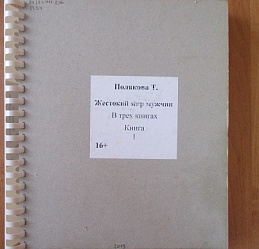 Полякова Т.
Жестокий мир мужчин
В трех книгах
Книга
1
16+